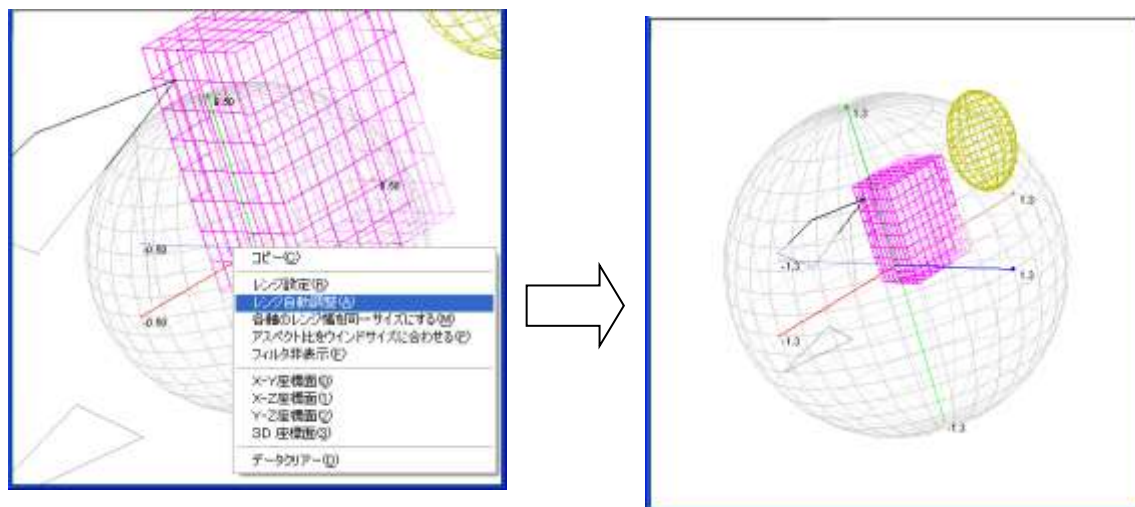 0.50
-0.50
-0.50
コピー(C)
レンジ設定(R)
レンジ自動調整(A)
各軸のレンジ幅を同一サイズにする(M)
アスペクト比をウインドサイズに合わせる(P)
フィルタ非表示(F)
X-Y座標面(0)
X-Z座標面(1)
Y-Z座標面(2)
3D 座標面(3)
データクリアー(D)
1.3
1.3
-1.3
1.3
-1.3
-1.3